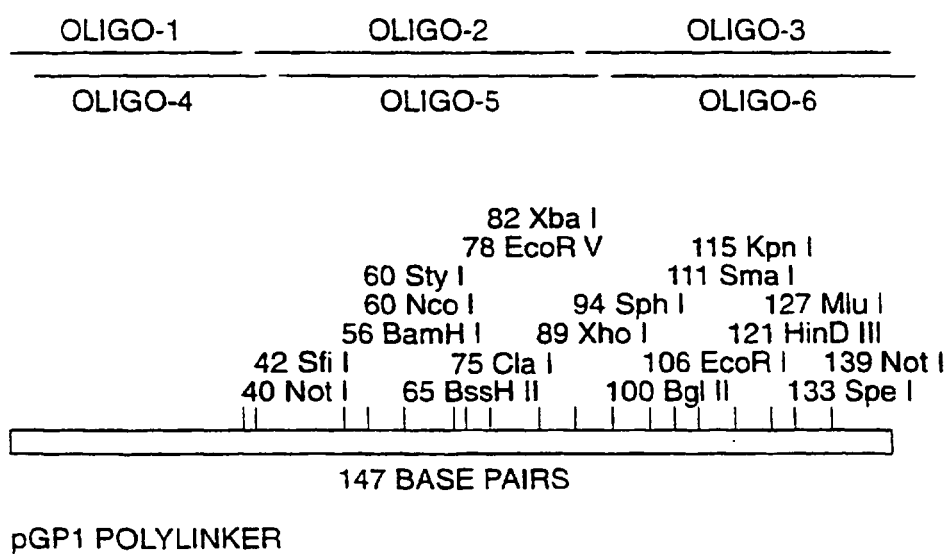 OLIGO-1 OLIGO-2 OLIGO-3
OLIGO-4 OLIGO-5 OLIGO-6
82 Xba I
78 EcoR V 115 Kpn I
60 Sty I 111 Sma I
60 Nco I 94 Sph I 127 Mlu I
56 BamH I 89 Xho I 121 HinD III
42 Sfi I 75 Cla I 106 EcoR I 139 Not I
40 Not I 65 BssH II 100 Bgl II 133 Spe I
147 BASE PAIRS
pGP1 POLYLINKER